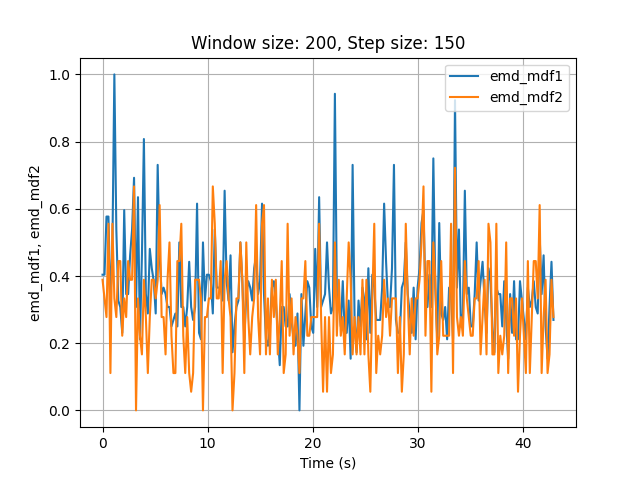 Window size: 200, Step size: 150
emd_mdf1
emd_mdf2
emd_mdf1, emd_mdf2
1.0
0.8
0.6
0.4
0.2
0.0
0 10 20 30 40
Time (s)